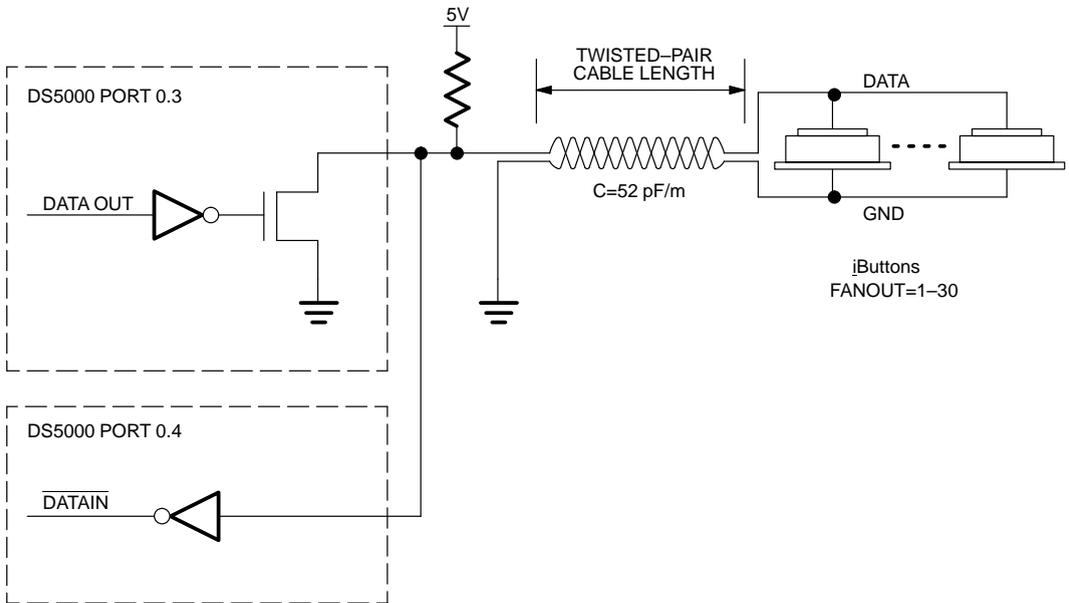 5V
TWISTED–PAIR
CABLE LENGTH
DS5000 PORT 0.3
DATA
DATA OUT
C=52 pF/m
GND
iButtons
FANOUT=1–30
DS5000 PORT 0.4
DATAIN